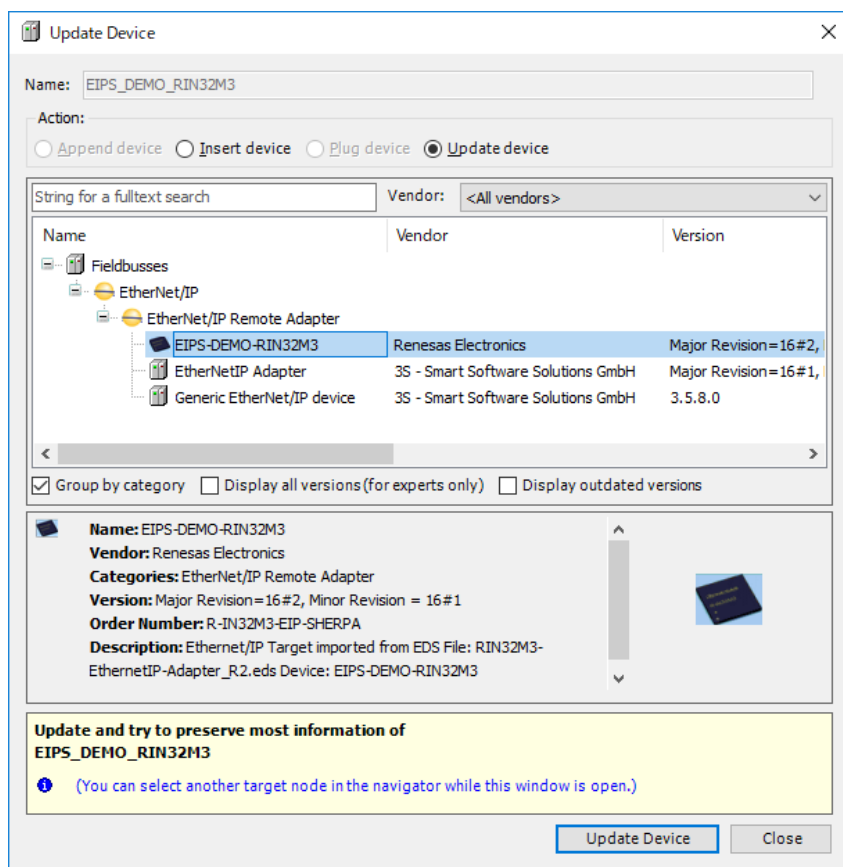 Update Device
Name: EIPS_DEMO_RIN32M3
Action:
Append device Insert device Plug device Update device
String for a fulltext search Vendor: <All vendors>
Name Vendor Version
Fieldbusses
EtherNet/IP
EtherNet/IP Remote Adapter
EIPS-DEMO-RIN32M3 Renesas Electronics Major Revision=16#2,
EtherNetIP Adapter 3S - Smart Software Solutions GmbH Major Revision=16#1,
Generic EtherNet/IP device 3S - Smart Software Solutions GmbH 3.5.8.0
Group by category Display all versions(for experts only) Display outdated versions
Name: EIPS-DEMO-RIN32M3
Vendor: Renesas Electronics
Categories: EtherNet/IP Remote Adapter
Version: Major Revision=16#2, Minor Revision = 16#1
Order Number: R-IN32M3-EIP-SHERPA
Description: Ethernet/IP Target imported from EDS File: RIN32M3-
EthernetIP-Adapter_R2.eds Device: EIPS-DEMO-RIN32M3
Update and try to preserve most information of
EIPS_DEMO_RIN32M3
(You can select another target node in the navigator while this window is open.)
Update Device Close